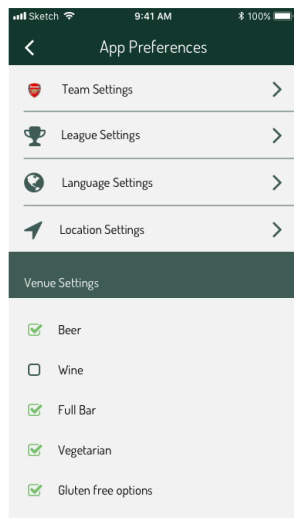 Sketch 9:41 AM 100%
App Preferences
Team Settings
League Settings
Language Settings
Location Settings
Venue Settings
Beer
Wine
Full Bar
Vegetarian
Gluten free options